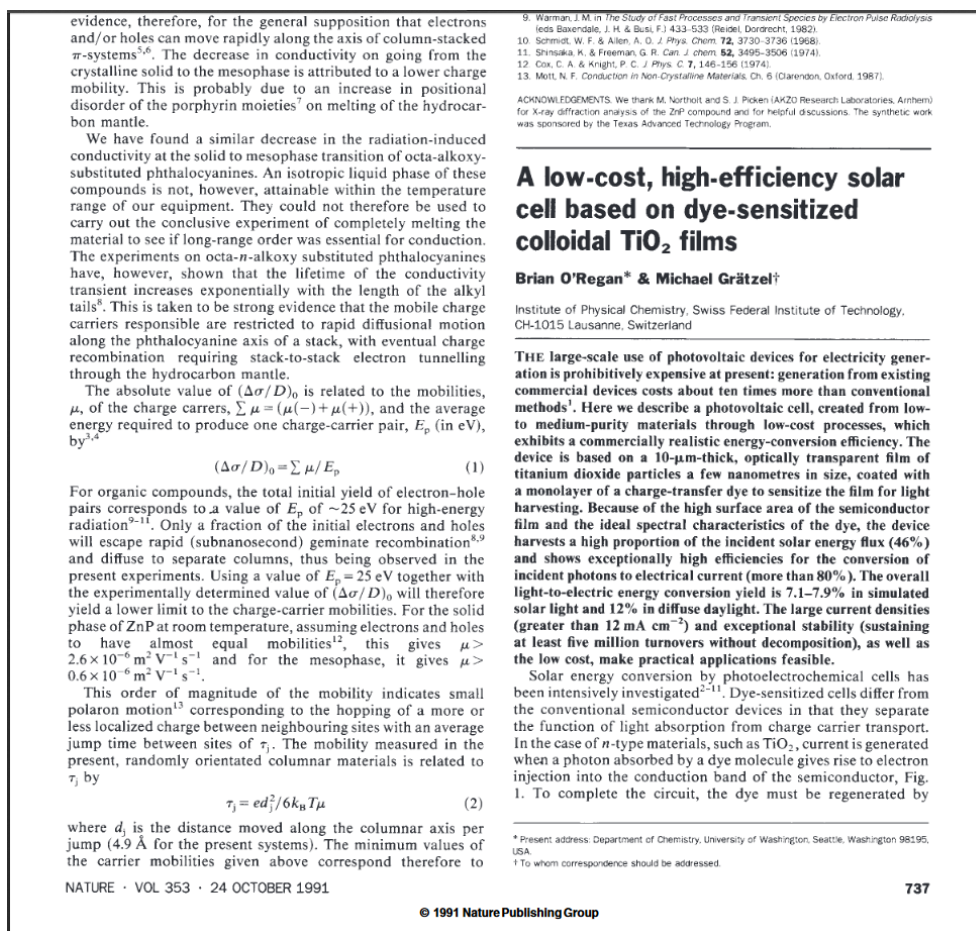 evidence, therefore, for the general supposition that electrons
and/or holes can move rapidly along the axis of column-stacked
π-systems⁵,⁶. The decrease in conductivity on going from the
crystalline solid to the mesophase is attributed to a lower charge
mobility. This is probably due to an increase in positional
disorder of the porphyrin moieties⁷ on melting of the hydrocar-
bon mantle.
We have found a similar decrease in the radiation-induced
conductivity at the solid to mesophase transition of octa-alkoxy-
substituted phthalocyanines. An isotropic liquid phase of these
compounds is not, however, attainable within the temperature
range of our equipment. They could not therefore be used to
carry out the conclusive experiment of completely melting the
material to see if long-range order was essential for conduction.
The experiments on octa-n-alkoxy substituted phthalocyanines
have, however, shown that the lifetime of the conductivity
transient increases exponentially with the length of the alkyl
tails⁸. This is taken to be strong evidence that the mobile charge
carriers responsible are restricted to rapid diffusional motion
along the phthalocyanine axis of a stack, with eventual charge
recombination requiring stack-to-stack electron tunnelling
through the hydrocarbon mantle.
The absolute value of (Δσ/D)₀ is related to the mobilities,
μ, of the charge carrers, ∑ μ = (μ(−)+μ(+)), and the average
energy required to produce one charge-carrier pair, Eₚ (in eV),
by³,⁴
(Δσ/D)₀ = ∑ μ/Eₚ (1)
For organic compounds, the total initial yield of electron–hole
pairs corresponds to a value of Eₚ of ~25 eV for high-energy
radiation⁹⁻¹¹. Only a fraction of the initial electrons and holes
will escape rapid (subnanosecond) geminate recombination⁸,⁹
and diffuse to separate columns, thus being observed in the
present experiments. Using a value of Eₚ = 25 eV together with
the experimentally determined value of (Δσ/D)₀ will therefore
yield a lower limit to the charge-carrier mobilities. For the solid
phase of ZnP at room temperature, assuming electrons and holes
to have almost equal mobilities¹², this gives μ >
2.6 × 10⁻⁶ m² V⁻¹ s⁻¹ and for the mesophase, it gives μ >
0.6 × 10⁻⁶ m² V⁻¹ s⁻¹.
This order of magnitude of the mobility indicates small
polaron motion¹³ corresponding to the hopping of a more or
less localized charge between neighbouring sites with an average
jump time between sites of τⱼ. The mobility measured in the
present, randomly orientated columnar materials is related to
τⱼ by
τⱼ = edⱼ²/6k_B Tμ (2)
where dⱼ is the distance moved along the columnar axis per
jump (4.9 Å for the present systems). The minimum values of
the carrier mobilities given above correspond therefore to
9. Warman, J. M. in The Study of Fast Processes and Transient Species by Electron Pulse Radiolysis
(eds Baxendale, J. H. & Busi, F.) 433–533 (Reidel, Dordrecht, 1982).
10. Schmidt, W. F. & Allen, A. O. J. Phys. Chem. 72, 3730–3736 (1968).
11. Shinsaka, K. & Freeman, G. R. Can. J. chem. 52, 3495–3506 (1974).
12. Cox, C. A. & Knight, P. C. J. Phys. C. 7, 146–156 (1974).
13. Mott, N. F. Conduction in Non-Crystalline Materials, Ch. 6 (Clarendon, Oxford, 1987).
ACKNOWLEDGEMENTS. We thank M. Northolt and S. J. Picken (AKZO Research Laboratories, Arnhem)
for X-ray diffraction analysis of the ZnP compound and for helpful discussions. The synthetic work
was sponsored by the Texas Advanced Technology Program.
A low-cost, high-efficiency solar
cell based on dye-sensitized
colloidal TiO₂ films
Brian O'Regan* & Michael Grätzel†
Institute of Physical Chemistry, Swiss Federal Institute of Technology,
CH-1015 Lausanne, Switzerland
THE large-scale use of photovoltaic devices for electricity gener-
ation is prohibitively expensive at present: generation from existing
commercial devices costs about ten times more than conventional
methods¹. Here we describe a photovoltaic cell, created from low-
to medium-purity materials through low-cost processes, which
exhibits a commercially realistic energy-conversion efficiency. The
device is based on a 10-μm-thick, optically transparent film of
titanium dioxide particles a few nanometres in size, coated with
a monolayer of a charge-transfer dye to sensitize the film for light
harvesting. Because of the high surface area of the semiconductor
film and the ideal spectral characteristics of the dye, the device
harvests a high proportion of the incident solar energy flux (46%)
and shows exceptionally high efficiencies for the conversion of
incident photons to electrical current (more than 80%). The overall
light-to-electric energy conversion yield is 7.1–7.9% in simulated
solar light and 12% in diffuse daylight. The large current densities
(greater than 12 mA cm⁻²) and exceptional stability (sustaining
at least five million turnovers without decomposition), as well as
the low cost, make practical applications feasible.
Solar energy conversion by photoelectrochemical cells has
been intensively investigated²⁻¹¹. Dye-sensitized cells differ from
the conventional semiconductor devices in that they separate
the function of light absorption from charge carrier transport.
In the case of n-type materials, such as TiO₂, current is generated
when a photon absorbed by a dye molecule gives rise to electron
injection into the conduction band of the semiconductor, Fig.
1. To complete the circuit, the dye must be regenerated by
* Present address: Department of Chemistry, University of Washington, Seattle, Washington 98195,
USA.
† To whom correspondence should be addressed.
NATURE · VOL 353 · 24 OCTOBER 1991
737
© 1991 Nature Publishing Group